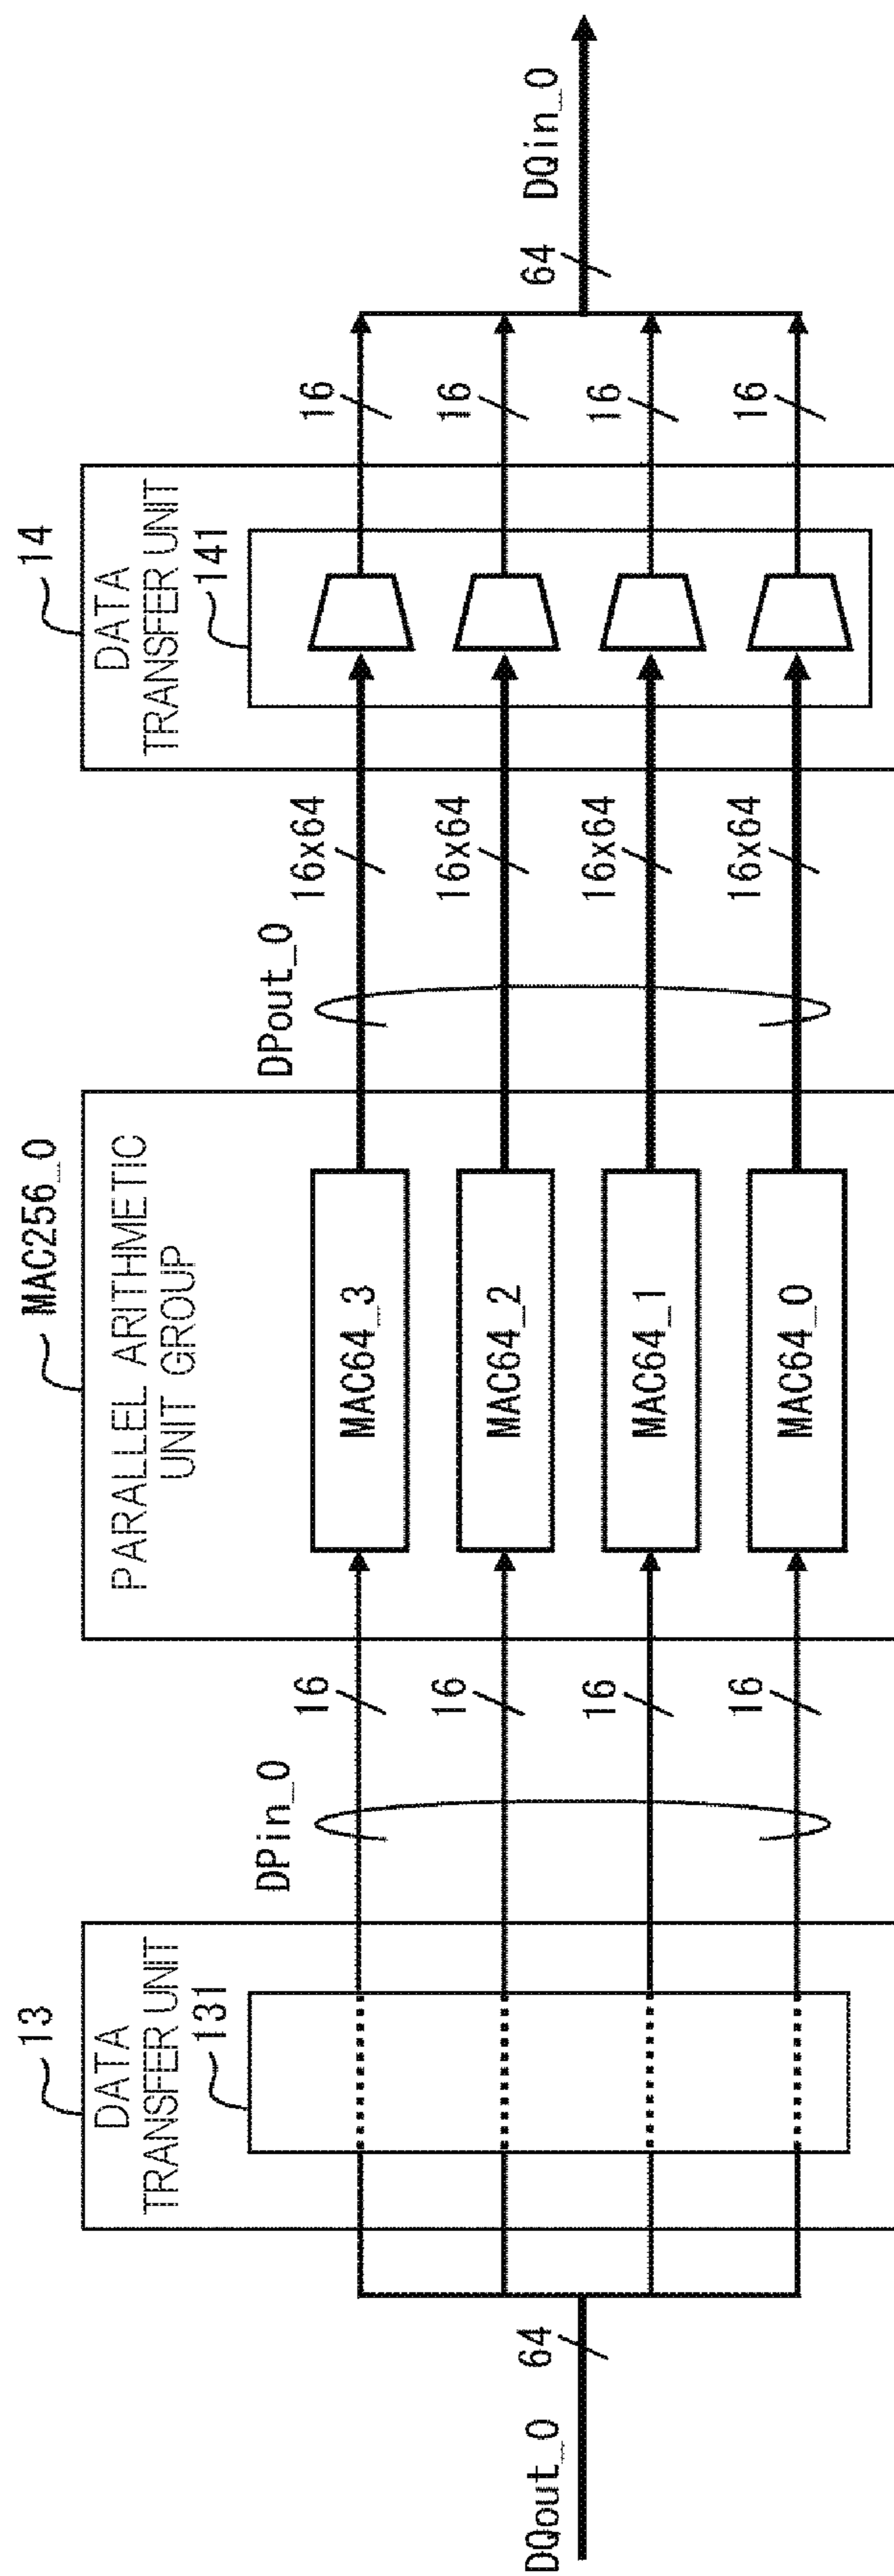 DQout_0
64
13
DATA
TRANSFER UNIT
131
DPin_0
16
16
16
16
MAC256_0
PARALLEL ARITHMETIC
UNIT GROUP
MAC64_3
MAC64_2
MAC64_1
MAC64_0
DPout_0
16x64
16x64
16x64
16x64
14
DATA
TRANSFER UNIT
141
16
16
16
16
64
DQin_0